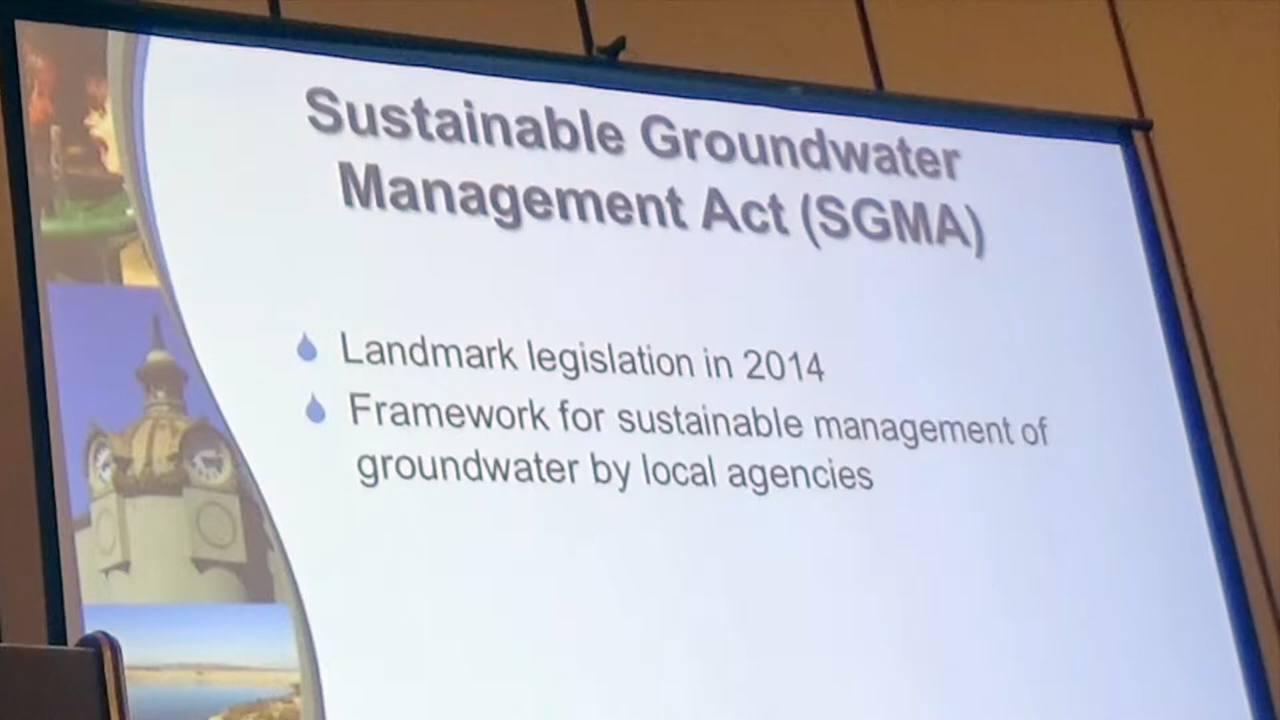 Sustainable Groundwater
Management Act (SGMA)
Landmark legislation in 2014
Framework for sustainable management of
groundwater by local agencies